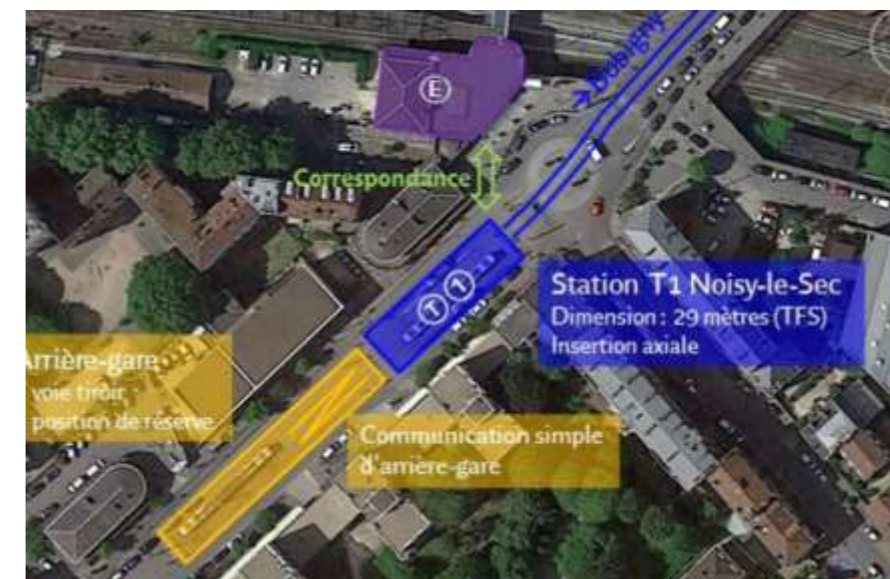 Bobigny
E
Correspondance
T 1
Station T1 Noisy-le-Sec
Dimension : 29 mètres (TFS)
Insertion axiale
Arrière-gare
voie tiroir
position de réserve
Communication simple
d'arrière-gare